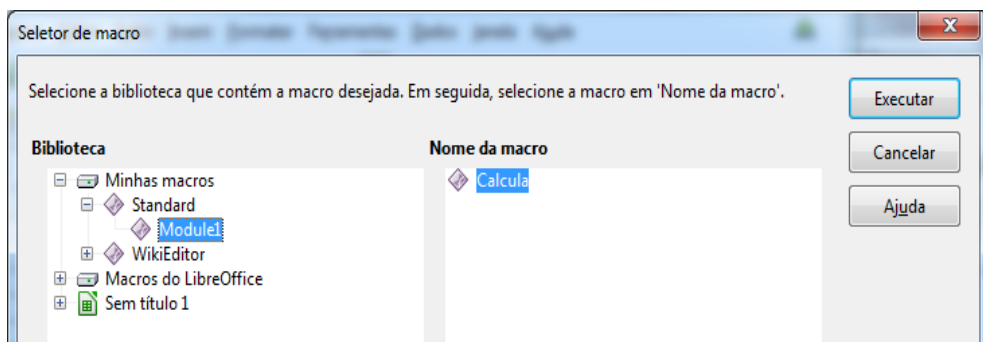 Seletor de macro
Selecione a biblioteca que contém a macro desejada. Em seguida, selecione a macro em 'Nome da macro'.
Executar
Biblioteca
Nome da macro
Cancelar
Minhas macros
Calcula
Standard
Ajuda
Module1
WikiEditor
Macros do LibreOffice
Sem título 1